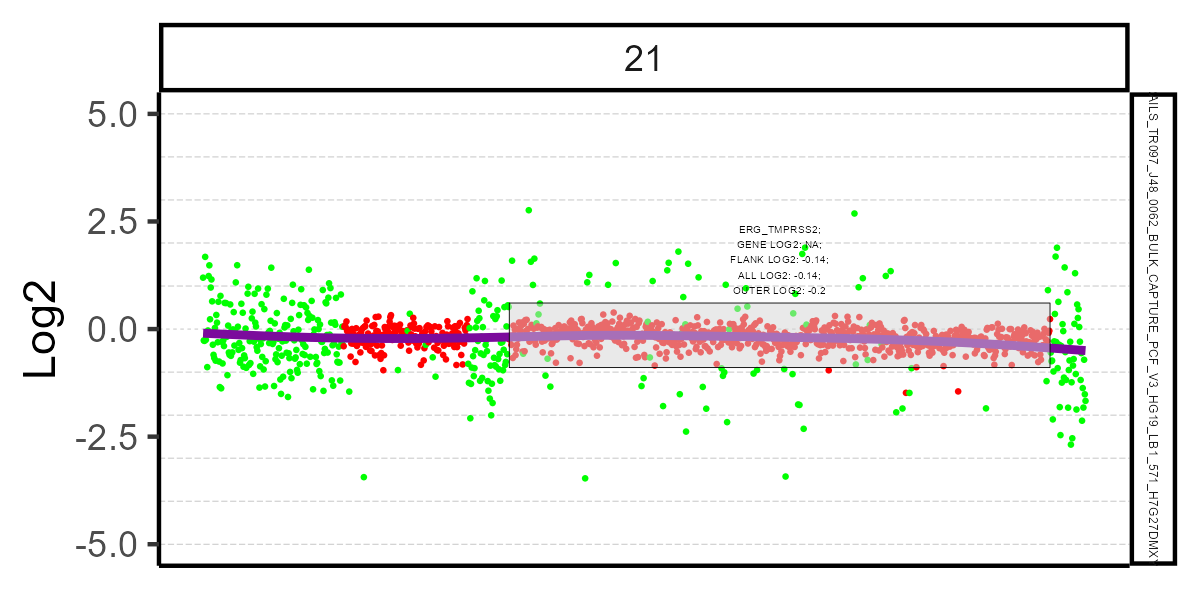 21
5.0
2.5
0.0
-2.5
-5.0
Log2
ERG_TMPRSS2;
GENE LOG2: NA;
FLANK LOG2: -0.14;
ALL LOG2: -0.14;
OUTER LOG2: -0.2
AILS_TR097_J48_0062_BULK_CAPTURE_PCF_V3_HG19_LB1_571_H7G27DMX